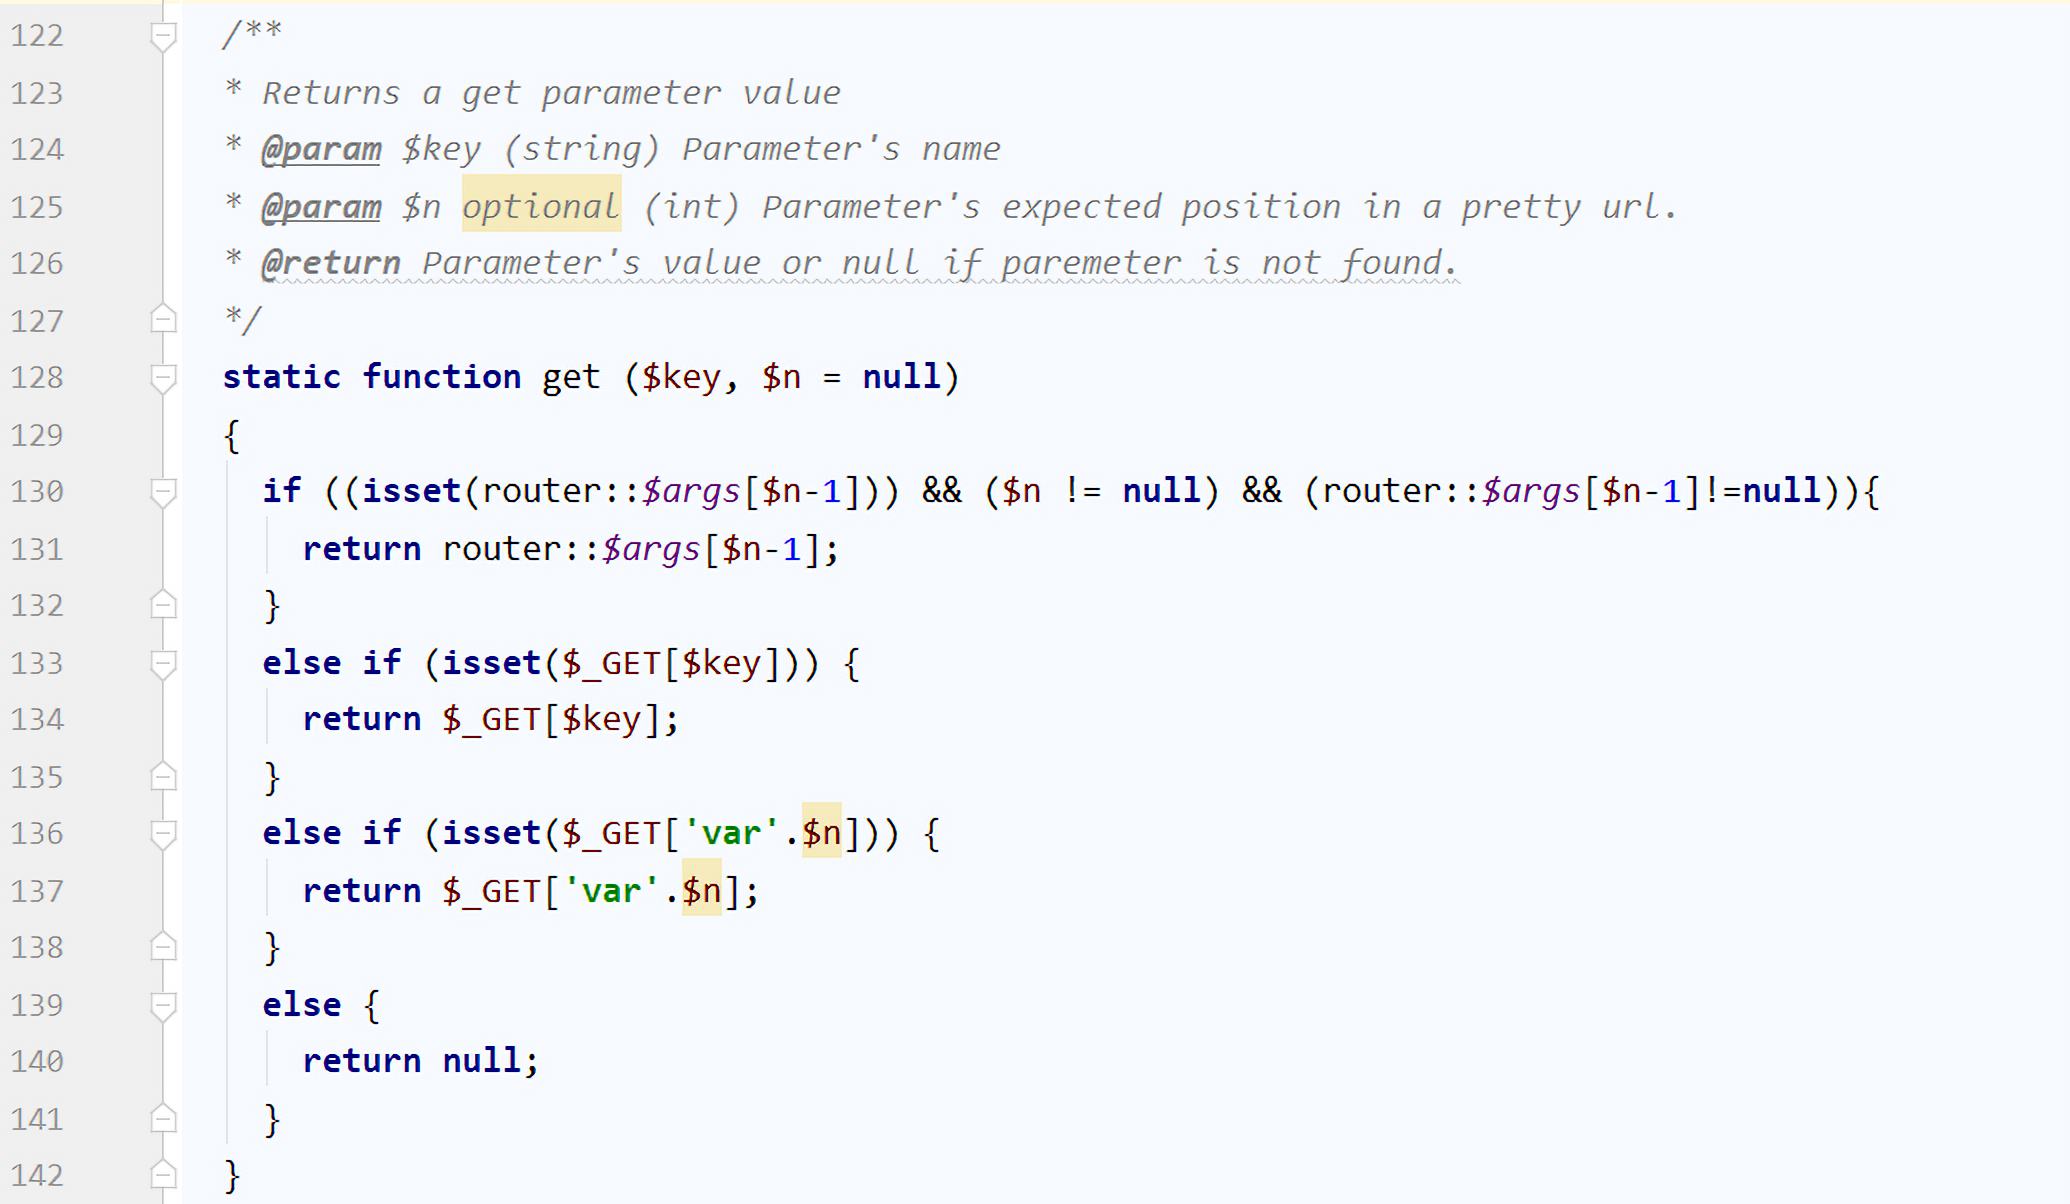 122 /**
123 * Returns a get parameter value
124 * @param $key (string) Parameter's name
125 * @param $n optional (int) Parameter's expected position in a pretty url.
126 * @return Parameter's value or null if paremeter is not found.
127 */
128 static function get ($key, $n = null)
129 {
130 if ((isset(router::$args[$n-1])) && ($n != null) && (router::$args[$n-1]!=null)){
131 return router::$args[$n-1];
132 }
133 else if (isset($_GET[$key])) {
134 return $_GET[$key];
135 }
136 else if (isset($_GET['var'.$n])) {
137 return $_GET['var'.$n];
138 }
139 else {
140 return null;
141 }
142 }